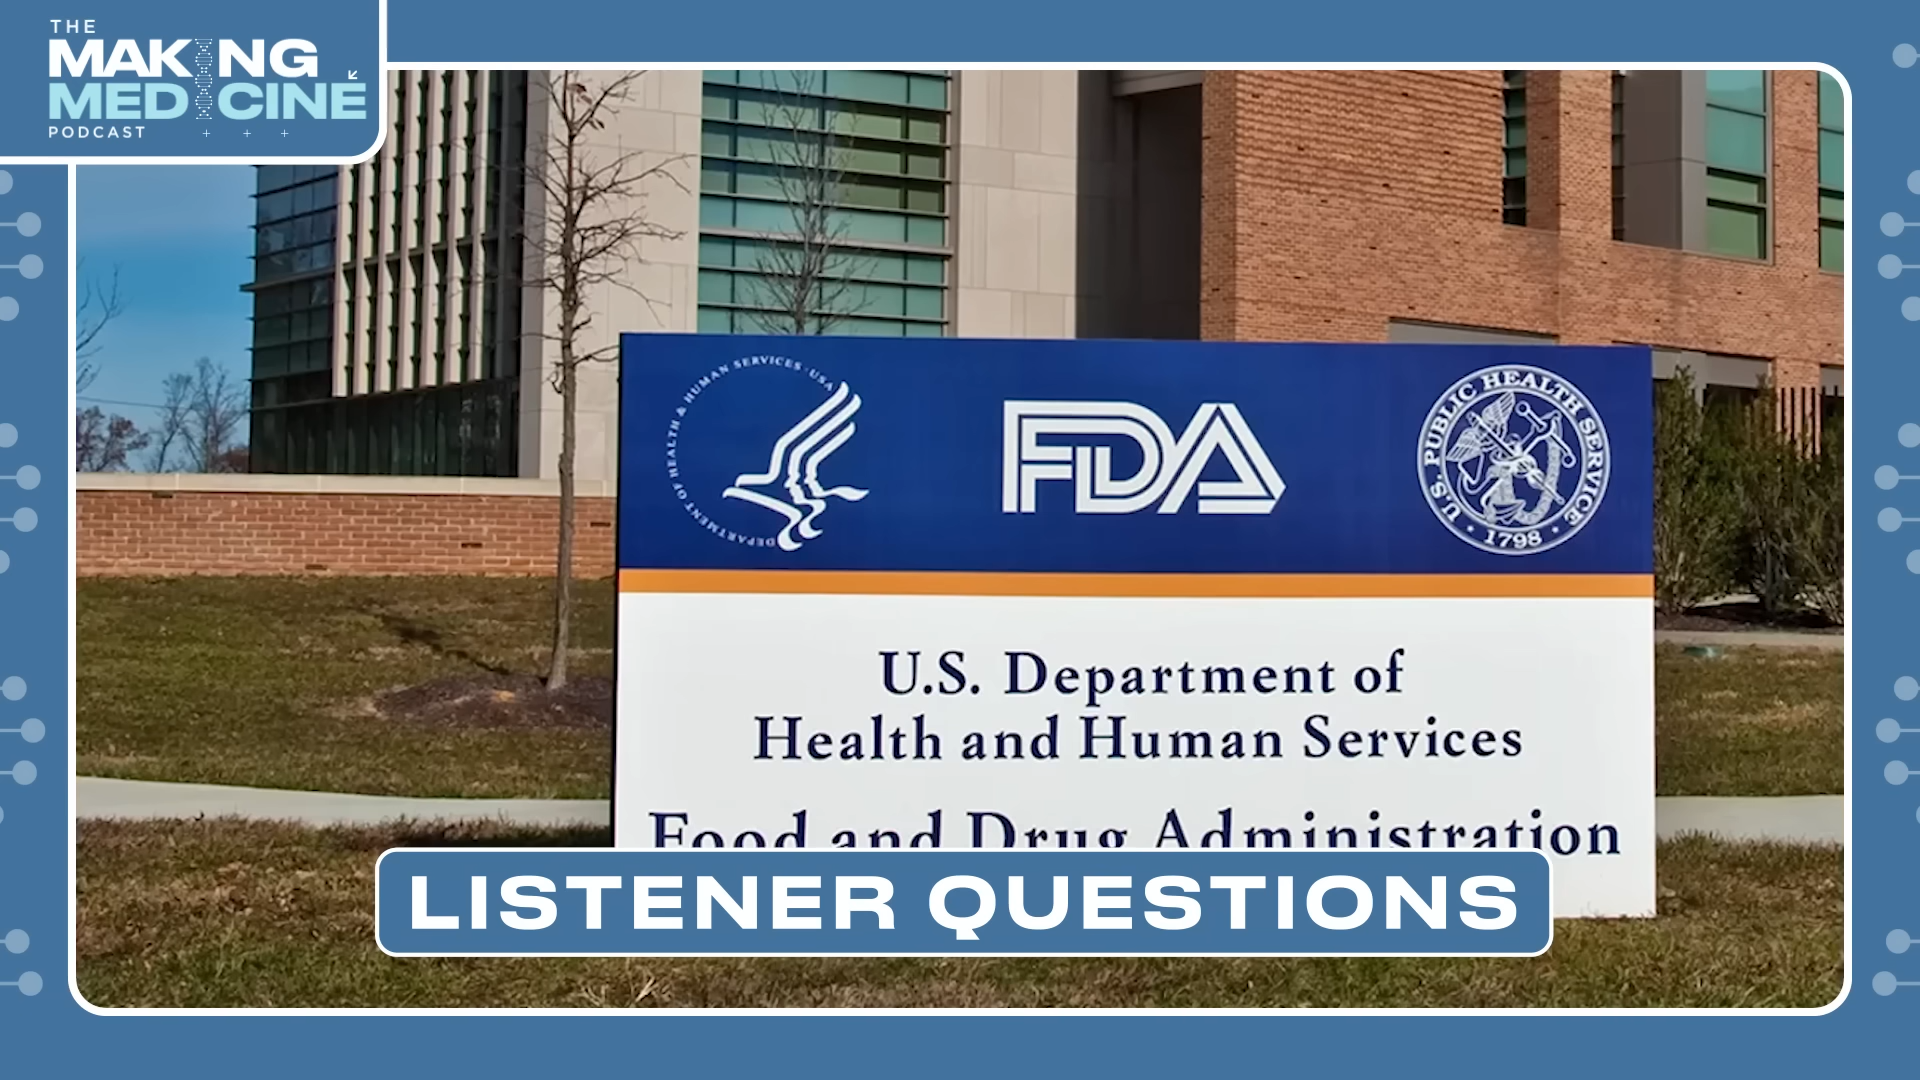 THE
MAKING
MEDICINE
PODCAST
DEPARTMENT OF HEALTH & HUMAN SERVICES · USA
FDA
U.S. PUBLIC HEALTH SERVICE
1798
U.S. Department of
Health and Human Services
Food and Drug Administration
LISTENER QUESTIONS